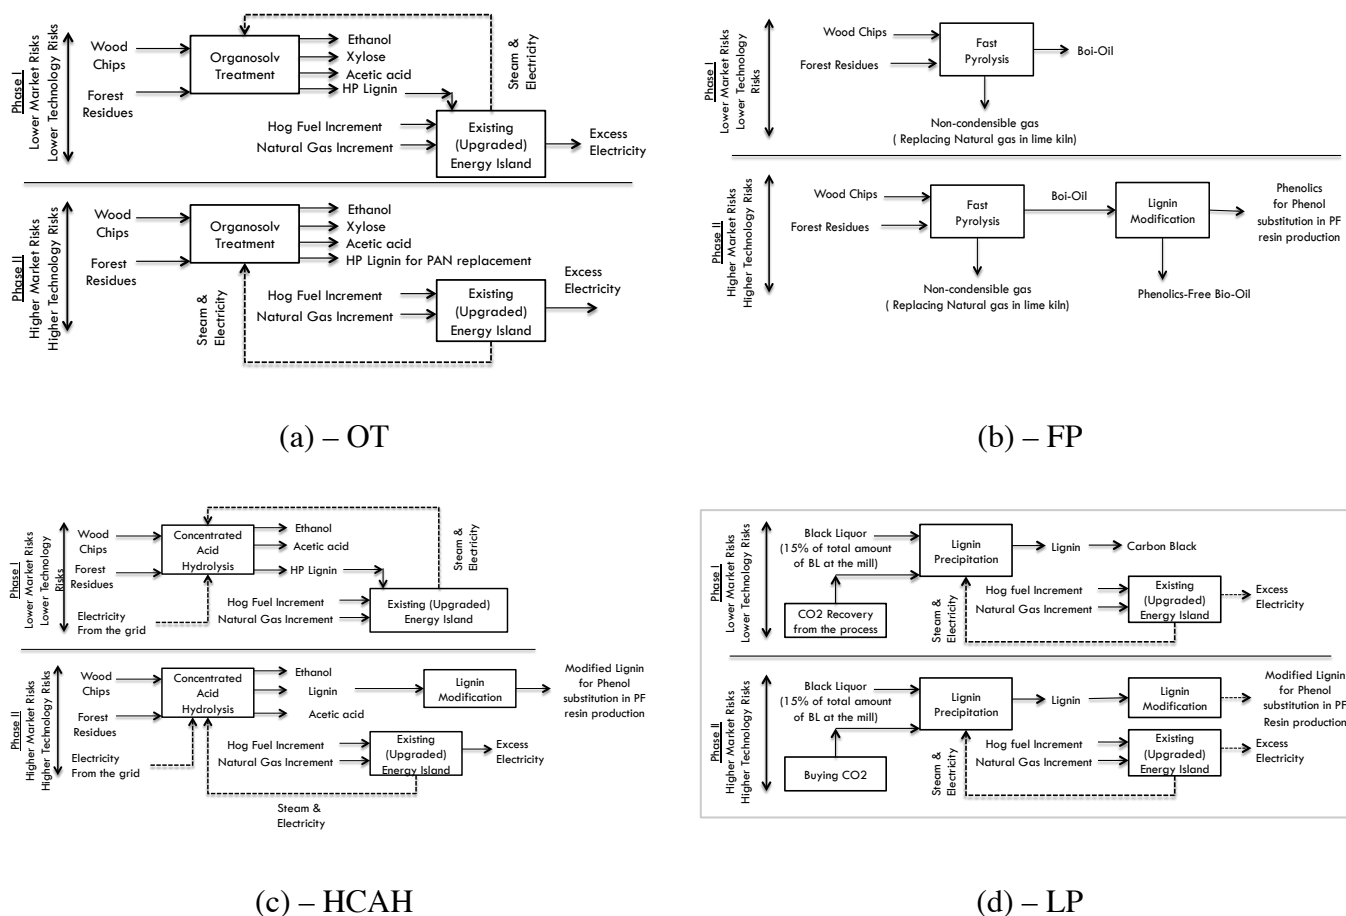 Phase I
Lower Market Risks
Lower Technology Risks
Wood
Chips
Forest
Residues
Organosolv
Treatment
Ethanol
Xylose
Acetic acid
HP Lignin
Steam &
Electricity
Hog Fuel Increment
Natural Gas Increment
Existing
(Upgraded)
Energy Island
Excess
Electricity
Phase II
Higher Market Risks
Higher Technology Risks
Wood
Chips
Forest
Residues
Organosolv
Treatment
Ethanol
Xylose
Acetic acid
HP Lignin for PAN replacement
Steam &
Electricity
Hog Fuel Increment
Natural Gas Increment
Existing
(Upgraded)
Energy Island
Excess
Electricity
(a) – OT
Phase I
Lower Market Risks
Lower Technology
Risks
Wood Chips
Forest Residues
Fast
Pyrolysis
Boi-Oil
Non-condensible gas
( Replacing Natural gas in lime kiln)
Phase II
Higher Market Risks
Higher Technology Risks
Wood Chips
Forest Residues
Fast
Pyrolysis
Boi-Oil
Lignin
Modification
Phenolics
for Phenol
substitution in PF
resin production
Non-condensible gas
( Replacing Natural gas in lime kiln)
Phenolics-Free Bio-Oil
(b) – FP
Phase I
Lower Market Risks
Lower Technology
Risks
Wood
Chips
Forest
Residues
Electricity
From the grid
Concentrated
Acid
Hydrolysis
Ethanol
Acetic acid
HP Lignin
Steam &
Electricity
Hog Fuel Increment
Natural Gas Increment
Existing (Upgraded)
Energy Island
Phase II
Higher Market Risks
Higher Technology Risks
Wood
Chips
Forest
Residues
Electricity
From the grid
Concentrated
Acid
Hydrolysis
Ethanol
Lignin
Acetic acid
Lignin
Modification
Modified Lignin
for Phenol
substitution in PF
resin production
Hog Fuel Increment
Natural Gas Increment
Existing
(Upgraded)
Energy Island
Excess
Electricity
Steam &
Electricity
(c) – HCAH
Phase I
Lower Market Risks
Lower Technology Risks
Black Liquor
(15% of total amount
of BL at the mill)
CO2 Recovery
from the process
Lignin
Precipitation
Lignin
Carbon Black
Steam &
Electricity
Hog fuel Increment
Natural Gas Increment
Existing
(Upgraded)
Energy Island
Excess
Electricity
Phase II
Higher Market Risks
Higher Technology Risks
Black Liquor
(15% of total amount
of BL at the mill)
Buying CO2
Lignin
Precipitation
Lignin
Lignin
Modification
Modified Lignin
for Phenol
substitution in PF
Resin production
Steam &
Electricity
Hog fuel Increment
Natural Gas Increment
Existing
(Upgraded)
Energy Island
Excess
Electricity
(d) – LP